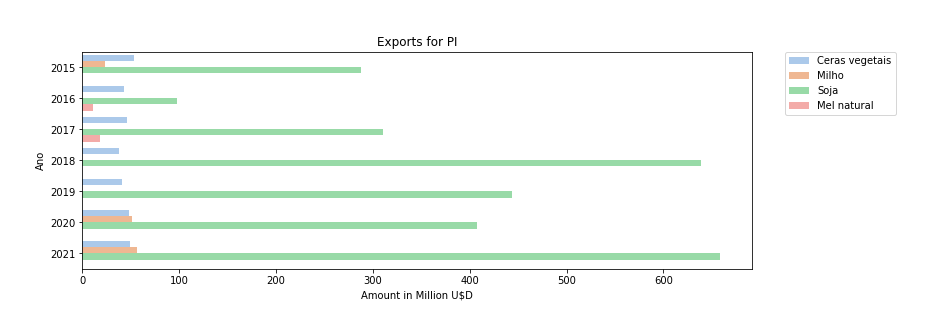 Exports for PI
Ceras vegetais
Milho
Soja
Mel natural
Ano
2015
2016
2017
2018
2019
2020
2021
0 100 200 300 400 500 600
Amount in Million U$D